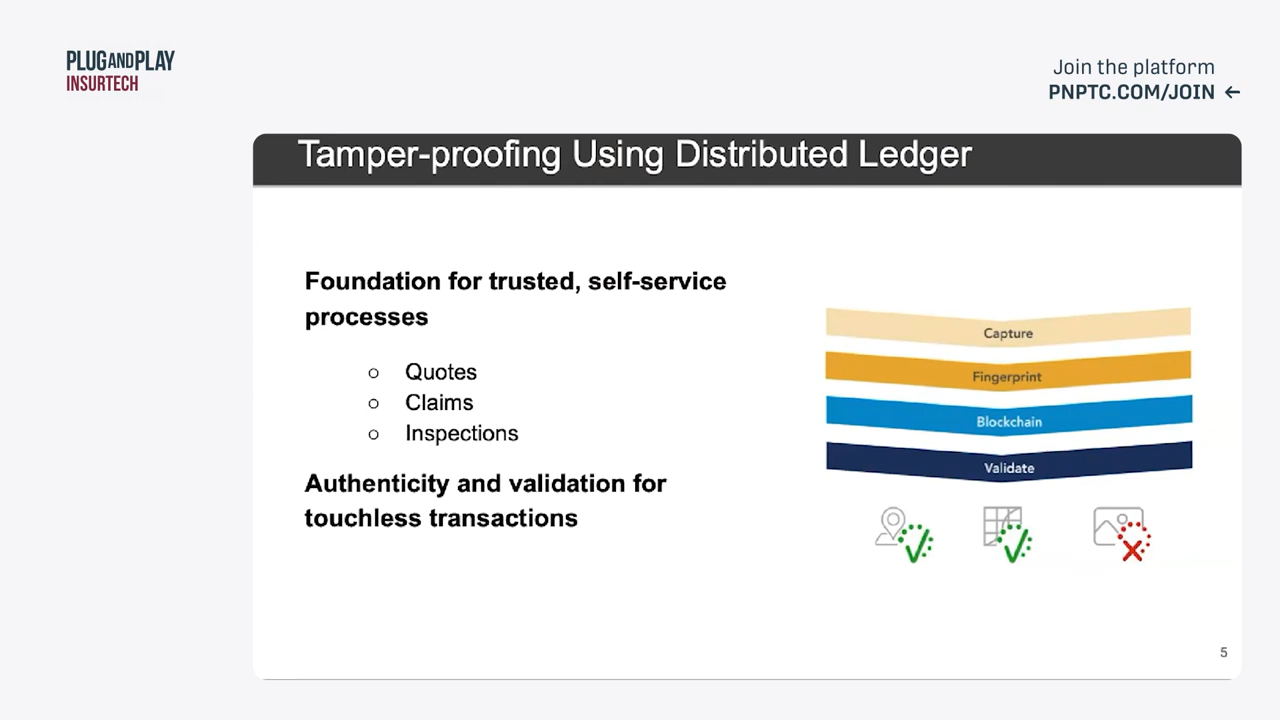 PLUGANDPLAY
INSURTECH
Join the platform
PNPTC.COM/JOIN ←
Tamper-proofing Using Distributed Ledger
Foundation for trusted, self-service
processes
○ Quotes
○ Claims
○ Inspections
Authenticity and validation for
touchless transactions
Capture
Fingerprint
Blockchain
Validate
5